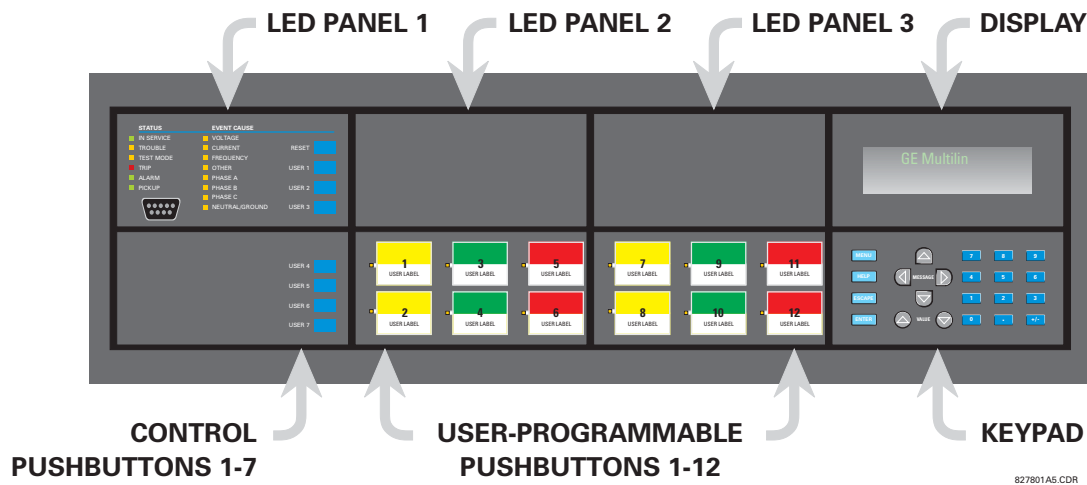 LED PANEL 1
LED PANEL 2
LED PANEL 3
DISPLAY
STATUS
EVENT CAUSE
IN SERVICE
VOLTAGE
TROUBLE
CURRENT
RESET
TEST MODE
FREQUENCY
TRIP
OTHER
USER 1
ALARM
PHASE A
PICKUP
PHASE B
USER 2
PHASE C
NEUTRAL/GROUND
USER 3
GE Multilin
USER 4
USER 5
USER 6
USER 7
1
USER LABEL
3
USER LABEL
5
USER LABEL
2
USER LABEL
4
USER LABEL
6
USER LABEL
7
USER LABEL
9
USER LABEL
11
USER LABEL
8
USER LABEL
10
USER LABEL
12
USER LABEL
MENU
7
8
9
HELP
MESSAGE
4
5
6
ESCAPE
1
2
3
ENTER
VALUE
0
.
+/-
CONTROL
PUSHBUTTONS 1-7
USER-PROGRAMMABLE
PUSHBUTTONS 1-12
KEYPAD
827801A5.CDR